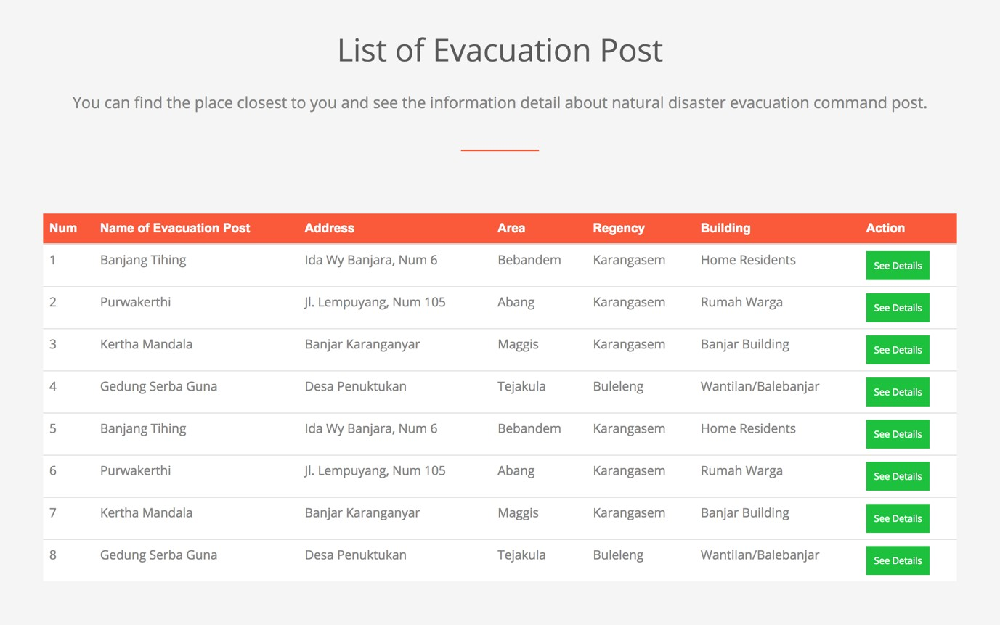 List of Evacuation Post
You can find the place closest to you and see the information detail about natural disaster evacuation command post.
Num Name of Evacuation Post Address Area Regency Building Action
1 Banjang Tihing Ida Wy Banjara, Num 6 Bebandem Karangasem Home Residents See Details
2 Purwakerthi Jl. Lempuyang, Num 105 Abang Karangasem Rumah Warga See Details
3 Kertha Mandala Banjar Karanganyar Maggis Karangasem Banjar Building See Details
4 Gedung Serba Guna Desa Penuktukan Tejakula Buleleng Wantilan/Balebanjar See Details
5 Banjang Tihing Ida Wy Banjara, Num 6 Bebandem Karangasem Home Residents See Details
6 Purwakerthi Jl. Lempuyang, Num 105 Abang Karangasem Rumah Warga See Details
7 Kertha Mandala Banjar Karanganyar Maggis Karangasem Banjar Building See Details
8 Gedung Serba Guna Desa Penuktukan Tejakula Buleleng Wantilan/Balebanjar See Details